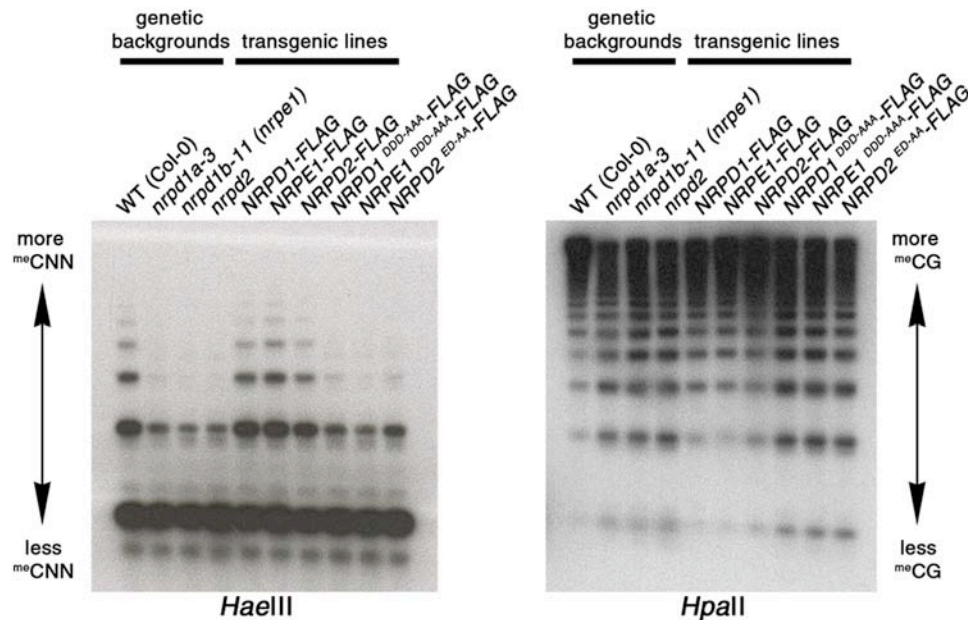 genetic
backgrounds
transgenic lines
WT (Col-0)
nrpd1a-3
nrpd1b-11 (nrpe1)
nrpd2
NRPD1-FLAG
NRPE1-FLAG
NRPD2-FLAG
NRPD1 DDD-AAA-FLAG
NRPE1 DDD-AAA-FLAG
NRPD2 ED-AA-FLAG
more
meCNN
less
meCNN
HaeIII
genetic
backgrounds
transgenic lines
WT (Col-0)
nrpd1a-3
nrpd1b-11 (nrpe1)
nrpd2
NRPD1-FLAG
NRPE1-FLAG
NRPD2-FLAG
NRPD1 DDD-AAA-FLAG
NRPE1 DDD-AAA-FLAG
NRPD2 ED-AA-FLAG
more
meCG
less
meCG
HpaII